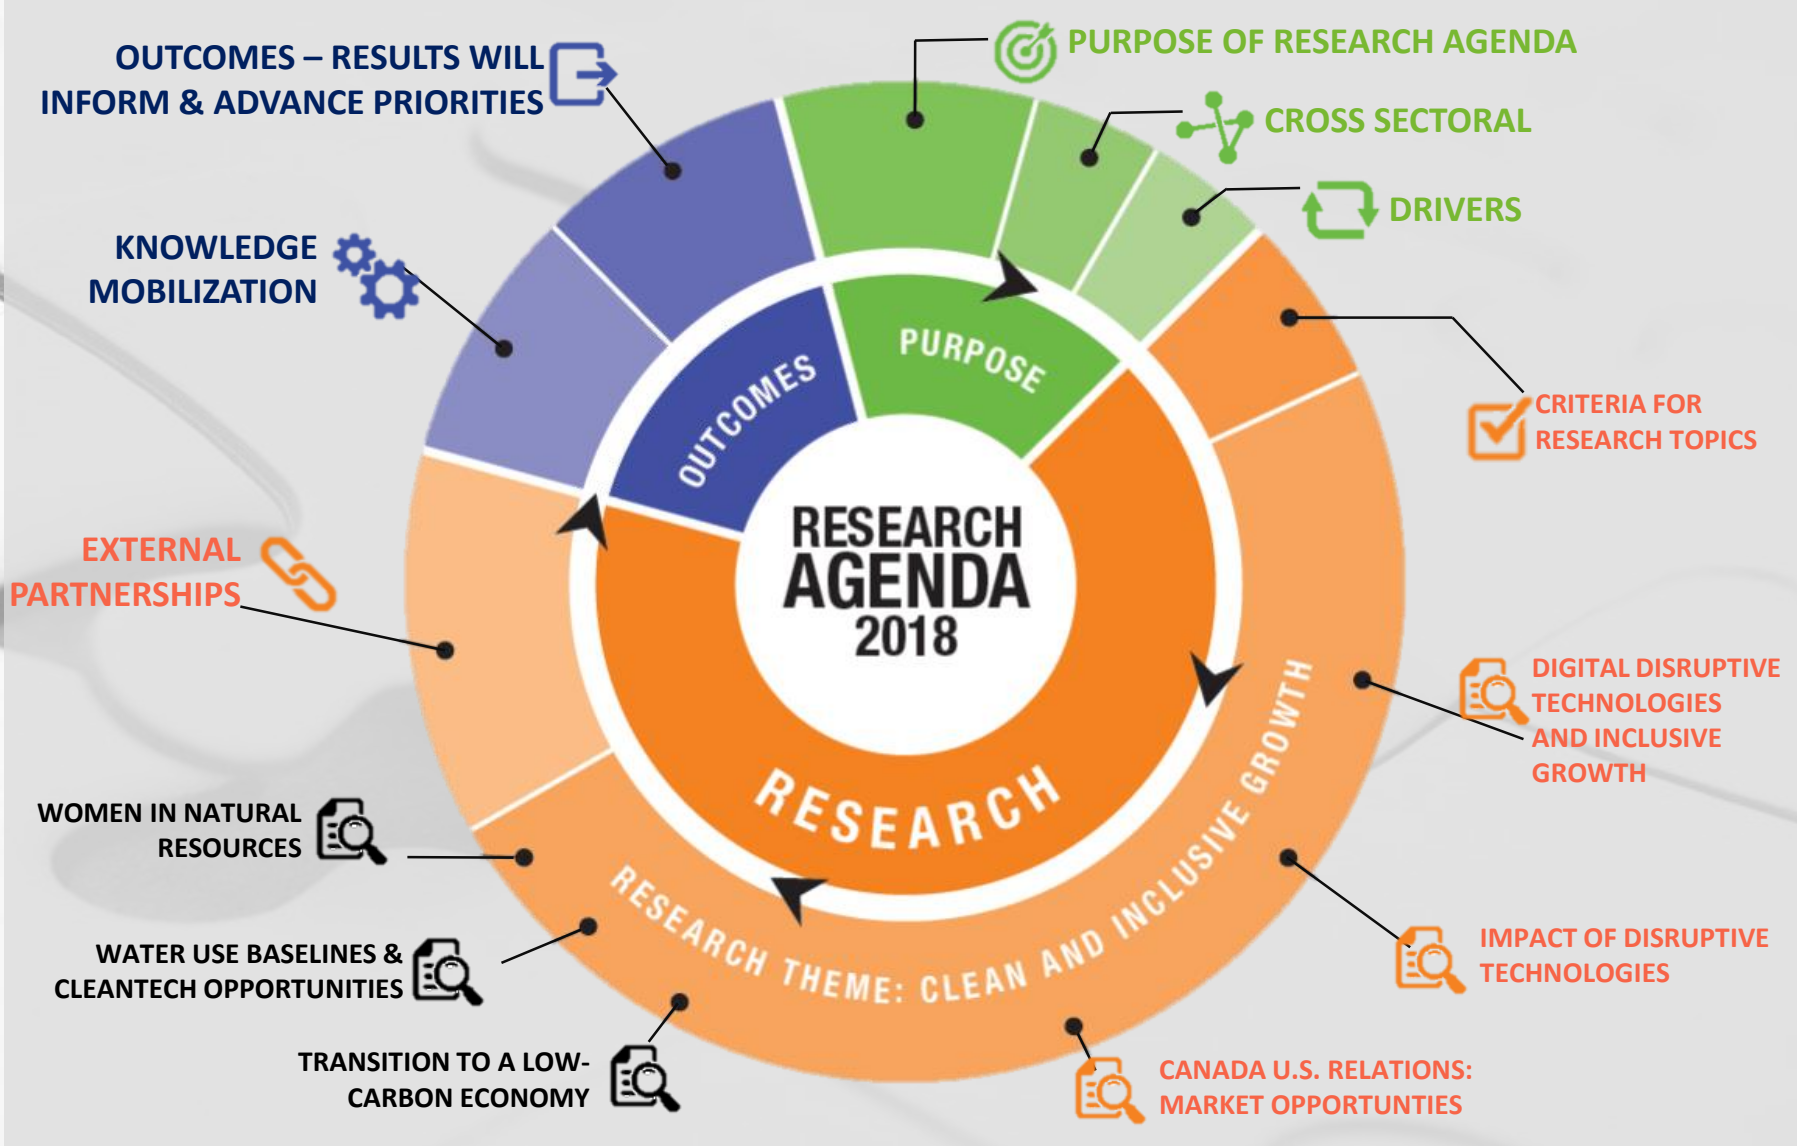 OUTCOMES – RESULTS WILL
INFORM & ADVANCE PRIORITIES
PURPOSE OF RESEARCH AGENDA
CROSS SECTORAL
DRIVERS
KNOWLEDGE
MOBILIZATION
CRITERIA FOR
RESEARCH TOPICS
EXTERNAL
PARTNERSHIPS
OUTCOMES
PURPOSE
RESEARCH
AGENDA
2018
RESEARCH
RESEARCH THEME: CLEAN AND INCLUSIVE GROWTH
DIGITAL DISRUPTIVE
TECHNOLOGIES
AND INCLUSIVE
GROWTH
WOMEN IN NATURAL
RESOURCES
WATER USE BASELINES &
CLEANTECH OPPORTUNITIES
IMPACT OF DISRUPTIVE
TECHNOLOGIES
TRANSITION TO A LOW-
CARBON ECONOMY
CANADA U.S. RELATIONS:
MARKET OPPORTUNTIES